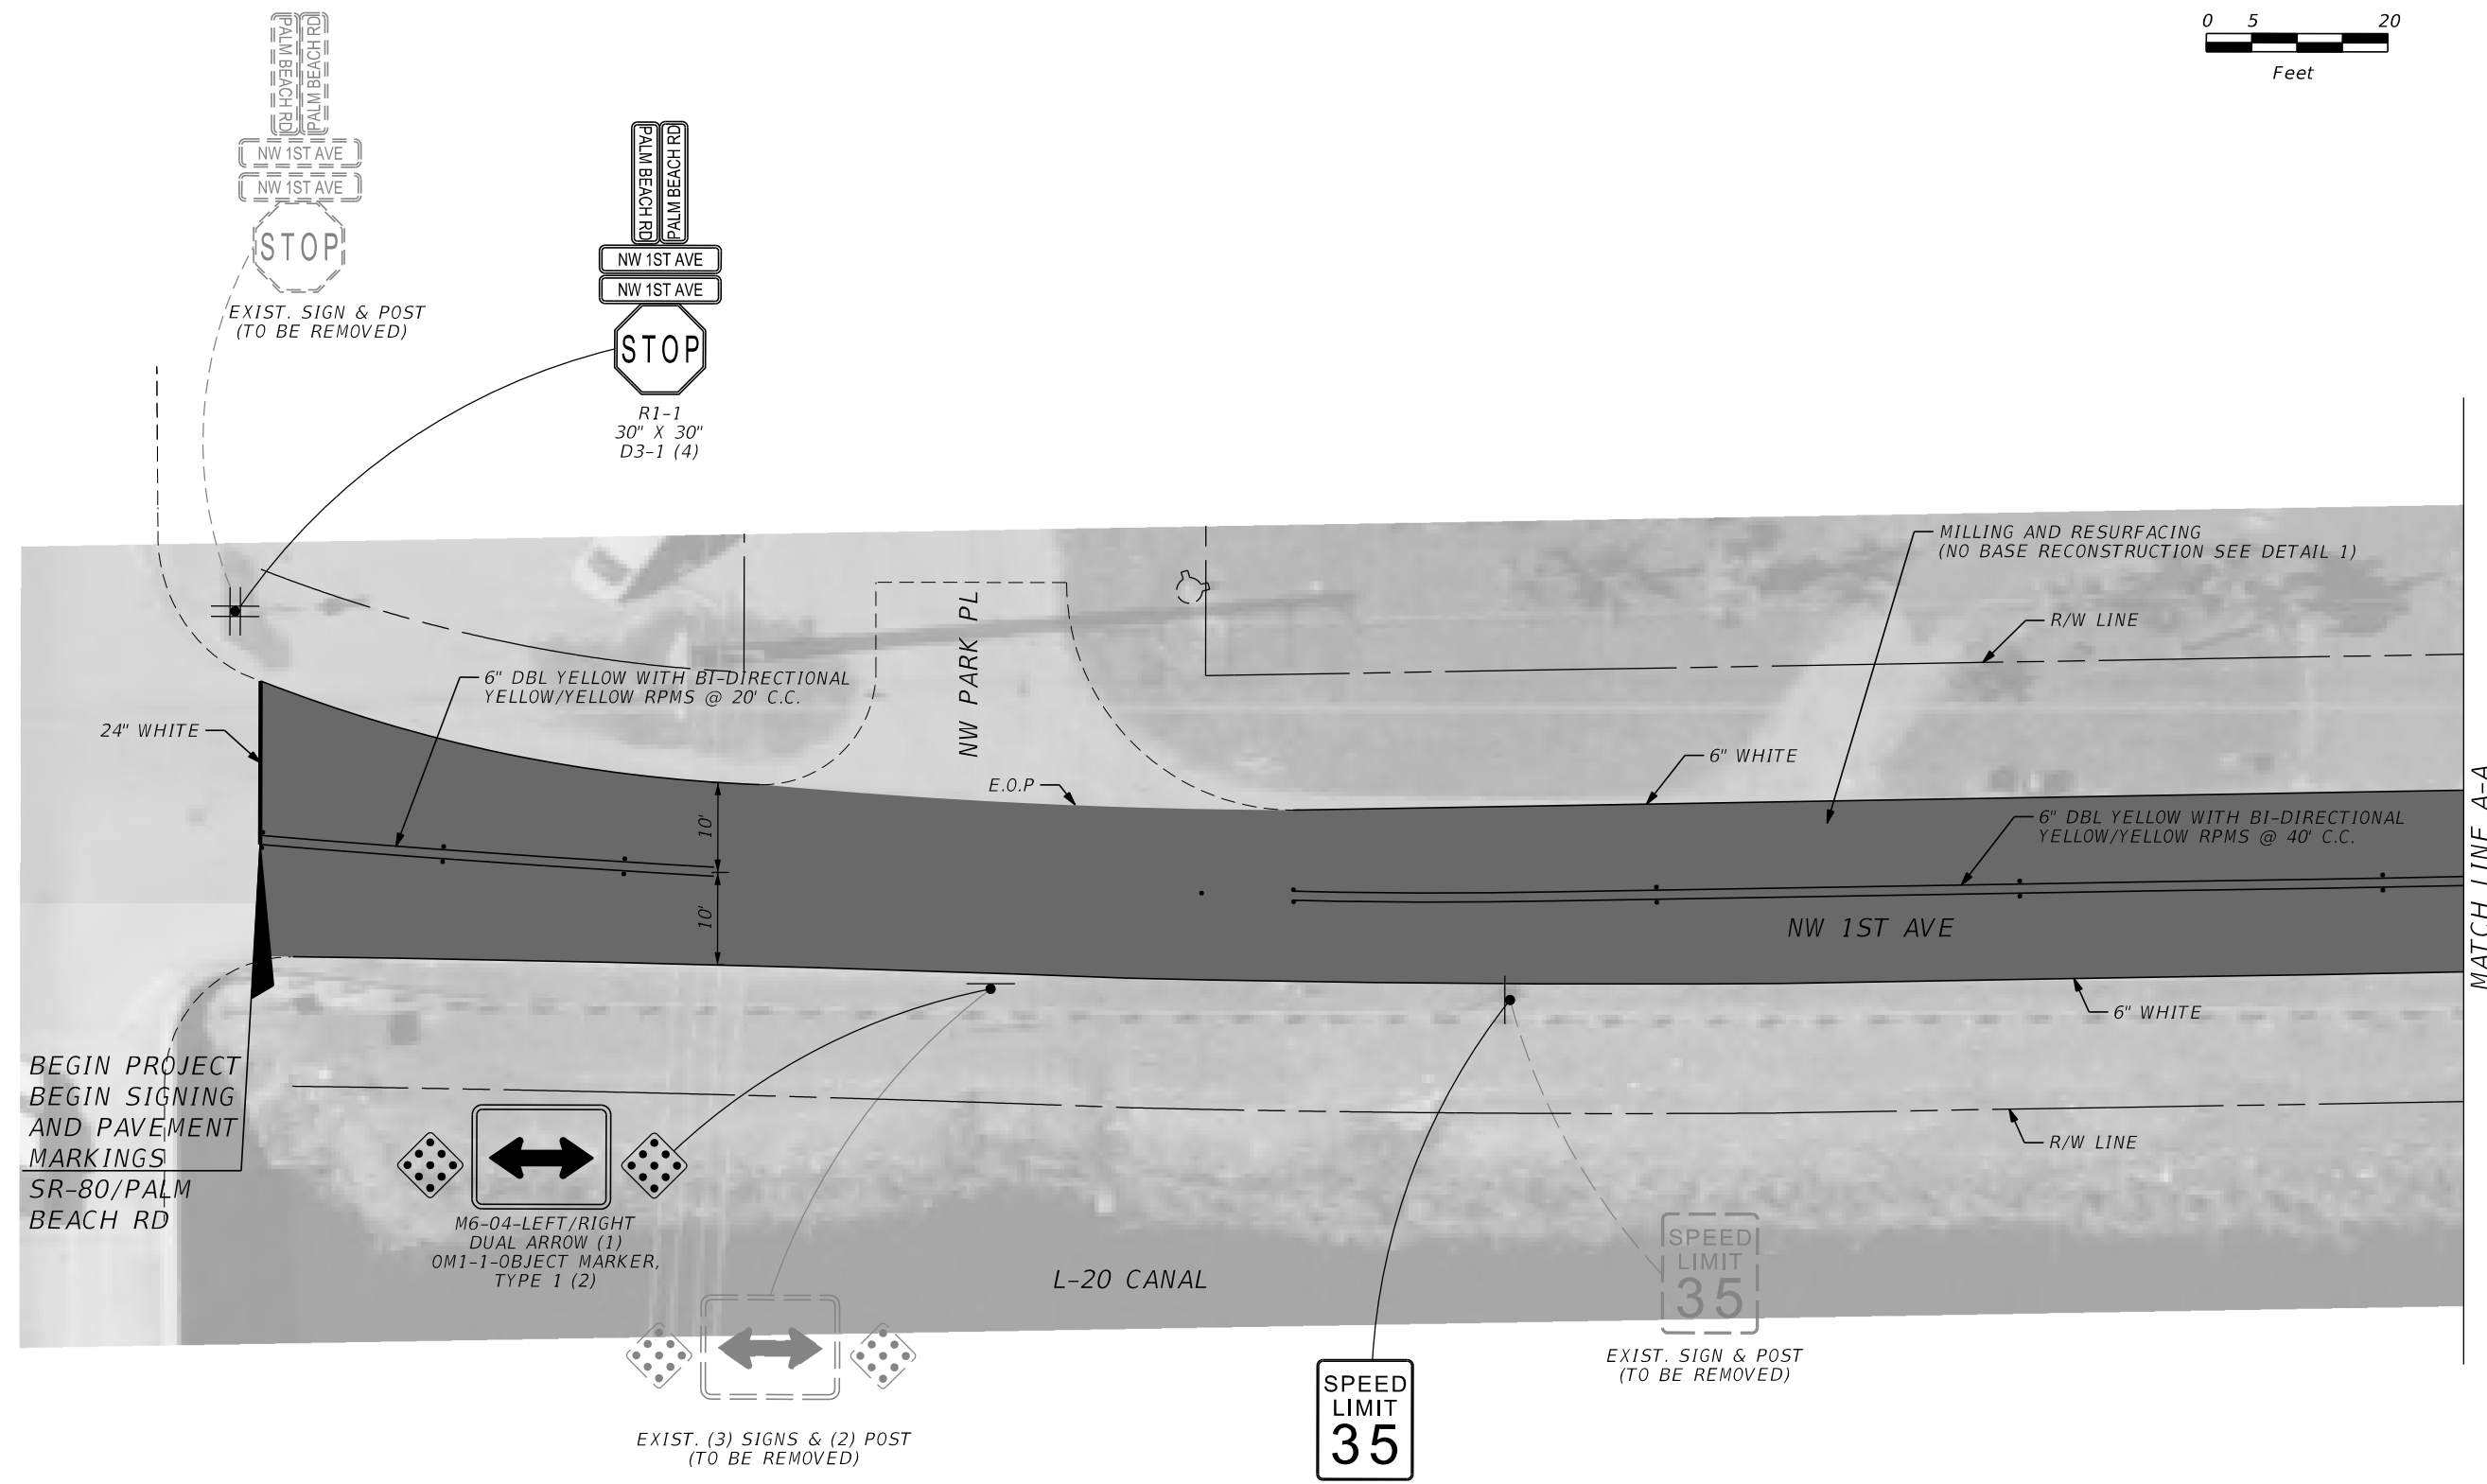 0 5 20
Feet
PALM BEACH RD
PALM BEACH RD
NW 1ST AVE
NW 1ST AVE
STOP
EXIST. SIGN & POST
(TO BE REMOVED)
PALM BEACH RD
PALM BEACH RD
NW 1ST AVE
NW 1ST AVE
STOP
R1-1
30" X 30"
D3-1 (4)
MILLING AND RESURFACING
(NO BASE RECONSTRUCTION SEE DETAIL 1)
R/W LINE
NW PARK PL
6" DBL YELLOW WITH BI-DIRECTIONAL
YELLOW/YELLOW RPMS @ 20' C.C.
24" WHITE
6" WHITE
E.O.P
10'
10'
6" DBL YELLOW WITH BI-DIRECTIONAL
YELLOW/YELLOW RPMS @ 40' C.C.
MATCH LINE A-A
NW 1ST AVE
6" WHITE
BEGIN PROJECT
BEGIN SIGNING
AND PAVEMENT
MARKINGS
SR-80/PALM
BEACH RD
R/W LINE
M6-04-LEFT/RIGHT
DUAL ARROW (1)
OM1-1-OBJECT MARKER,
TYPE 1 (2)
L-20 CANAL
SPEED
LIMIT
35
EXIST. SIGN & POST
(TO BE REMOVED)
EXIST. (3) SIGNS & (2) POST
(TO BE REMOVED)
SPEED
LIMIT
35